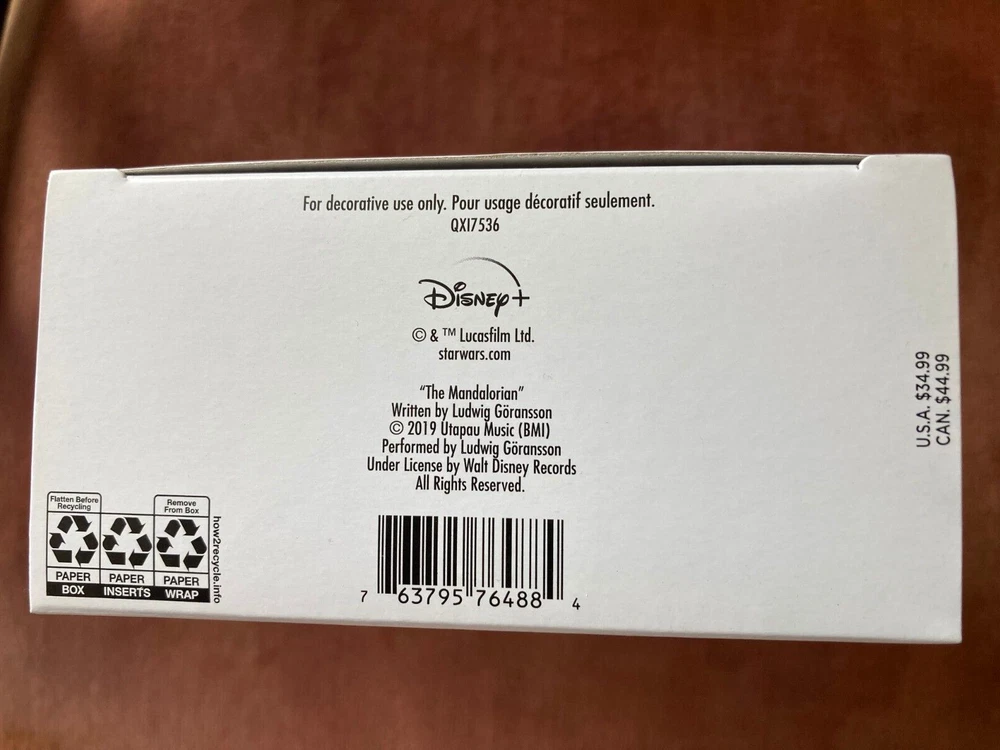 For decorative use only. Pour usage décoratif seulement.
QXI7536
Disney+
© & ™ Lucasfilm Ltd.
starwars.com
“The Mandalorian”
Written by Ludwig Göransson
© 2019 Utapau Music (BMI)
Performed by Ludwig Göransson
Under License by Walt Disney Records
All Rights Reserved.
U.S.A. $34.99
CAN. $44.99
Flatten Before
Recycling
PAPER
BOX
PAPER
INSERTS
Remove
From Box
PAPER
WRAP
how2recycle.info
7 63795 76488 4